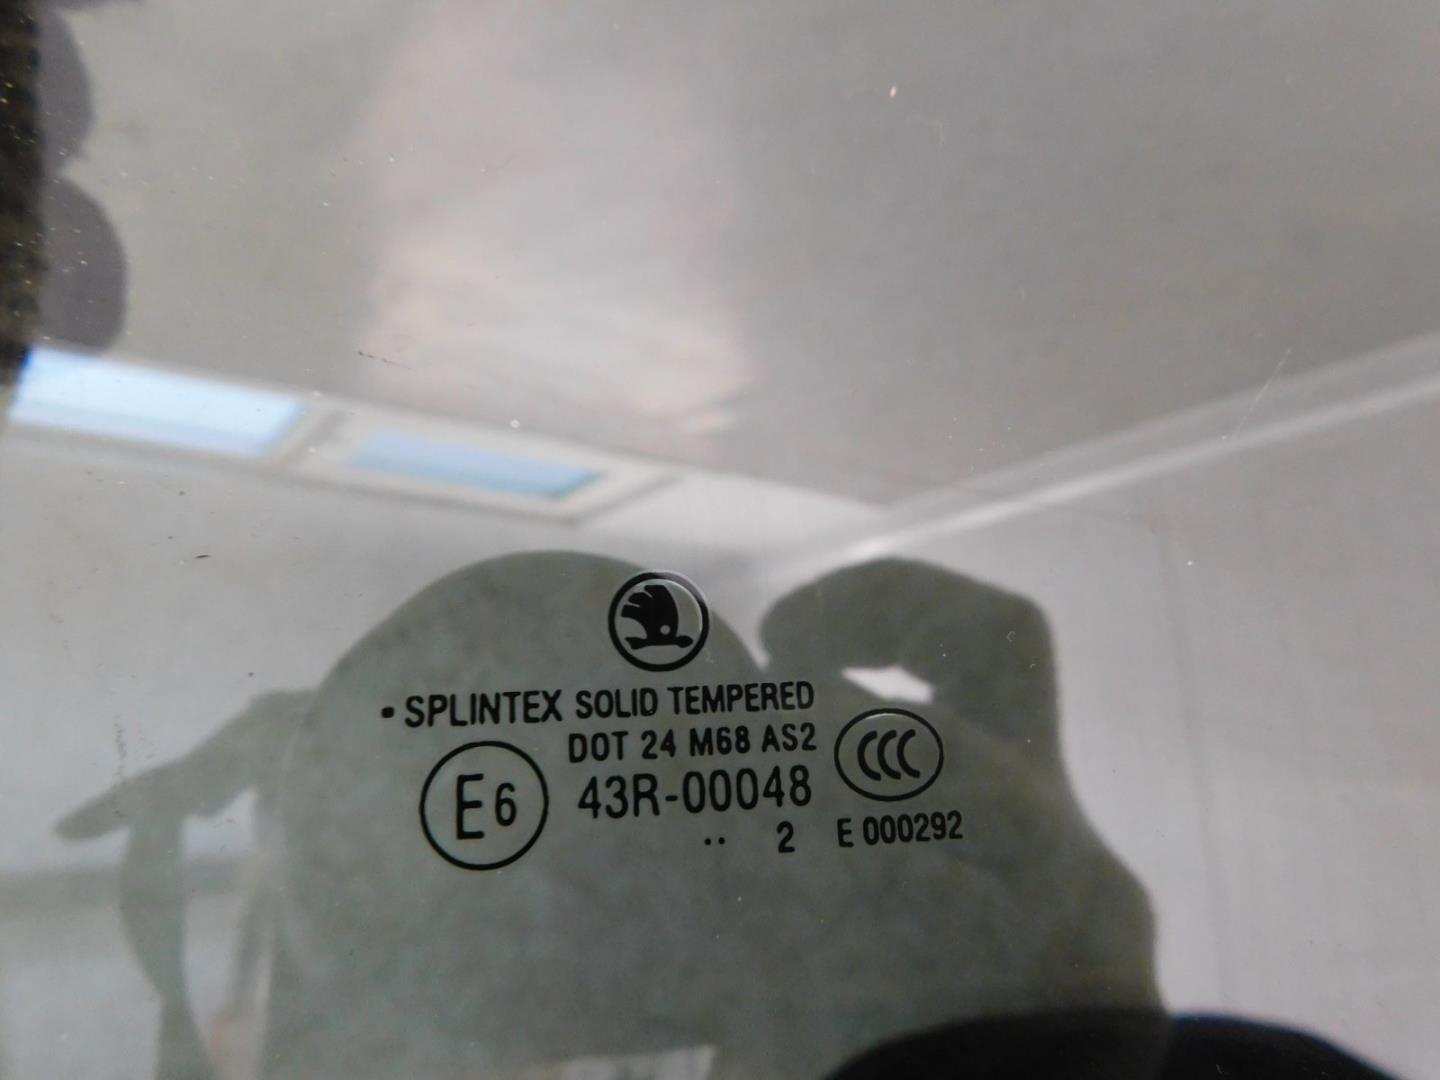 • SPLINTEX SOLID TEMPERED
DOT 24 M68 AS2
CCC
E6
43R-00048
.. 2
E 000292